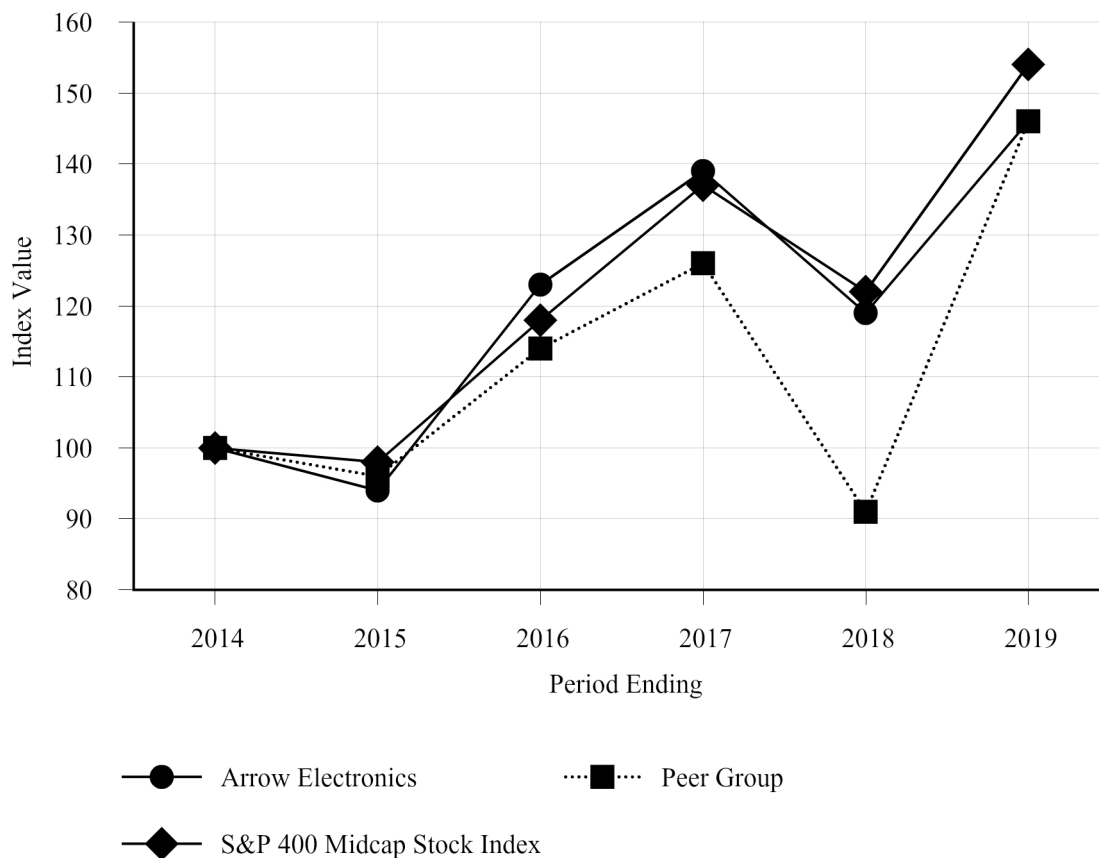 160
150
140
130
120
110
100
90
80
Index Value
2014 2015 2016 2017 2018 2019
Period Ending
Arrow Electronics Peer Group
S&P 400 Midcap Stock Index